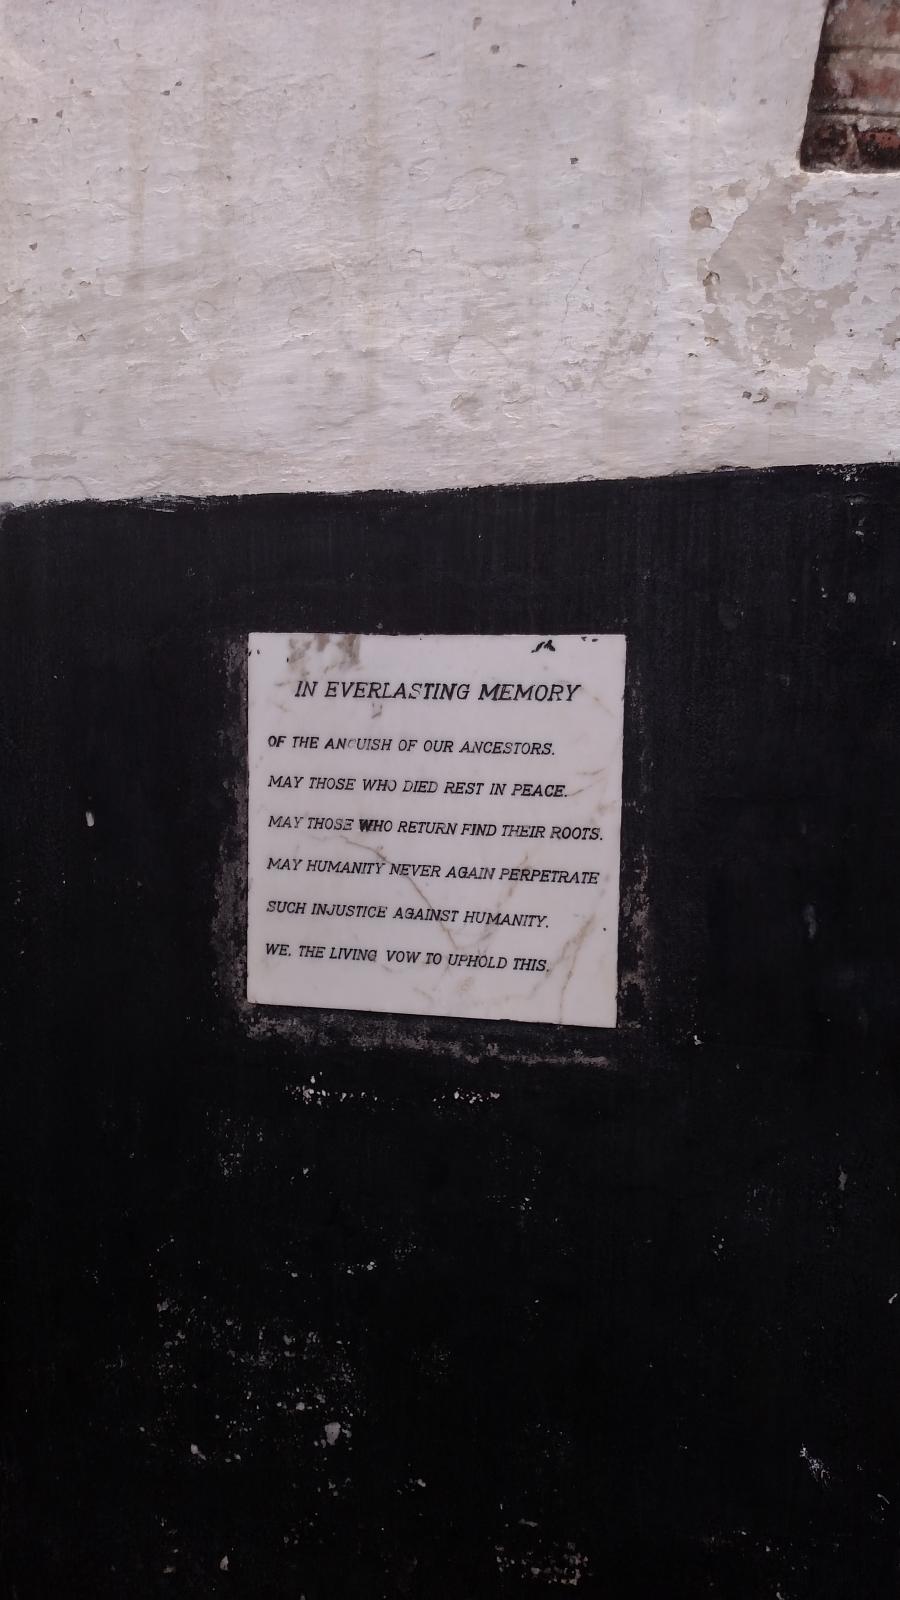 IN EVERLASTING MEMORY
OF THE ANGUISH OF OUR ANCESTORS.
MAY THOSE WHO DIED REST IN PEACE.
MAY THOSE WHO RETURN FIND THEIR ROOTS.
MAY HUMANITY NEVER AGAIN PERPETRATE
SUCH INJUSTICE AGAINST HUMANITY.
WE, THE LIVING VOW TO UPHOLD THIS.